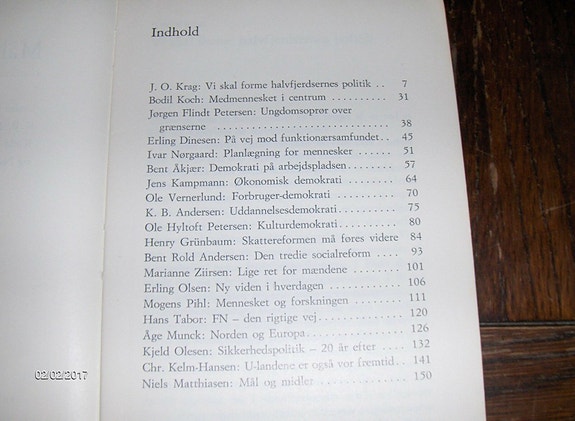 Indhold
J. O. Krag: Vi skal forme halvfjerdsernes politik . . 7
Bodil Koch: Medmennesket i centrum . . . . . . . . . . 31
Jørgen Flindt Petersen: Ungdomsoprør over
grænserne . . . . . . . . . . . . . . . . . . . . . . . . . 38
Erling Dinesen: På vej mod funktionærsamfundet . . 45
Ivar Nørgaard: Planlægning for mennesker . . . . . 51
Bent Åkjær: Demokrati på arbejdspladsen . . . . . . . 57
Jens Kampmann: Økonomisk demokrati . . . . . . . . 64
Ole Vernerlund: Forbruger-demokrati . . . . . . . . . . 70
K. B. Andersen: Uddannelsesdemokrati . . . . . . . . . 75
Ole Hyltoft Petersen: Kulturdemokrati . . . . . . . . . 80
Henry Grünbaum: Skattereformen må føres videre 84
Bent Rold Andersen: Den tredie socialreform . . . . 93
Marianne Ziirsen: Lige ret for mændene . . . . . . . . 101
Erling Olsen: Ny viden i hverdagen . . . . . . . . . . . 106
Mogens Pihl: Mennesket og forskningen . . . . . . . . 111
Hans Tabor: FN – den rigtige vej . . . . . . . . . . . . . 120
Åge Munck: Norden og Europa . . . . . . . . . . . . . . . 126
Kjeld Olesen: Sikkerhedspolitik – 20 år efter . . . . 132
Chr. Kelm-Hansen: U-landene er også vor fremtid . . 141
Niels Matthiasen: Mål og midler . . . . . . . . . . . . . . 150
02/02/2017